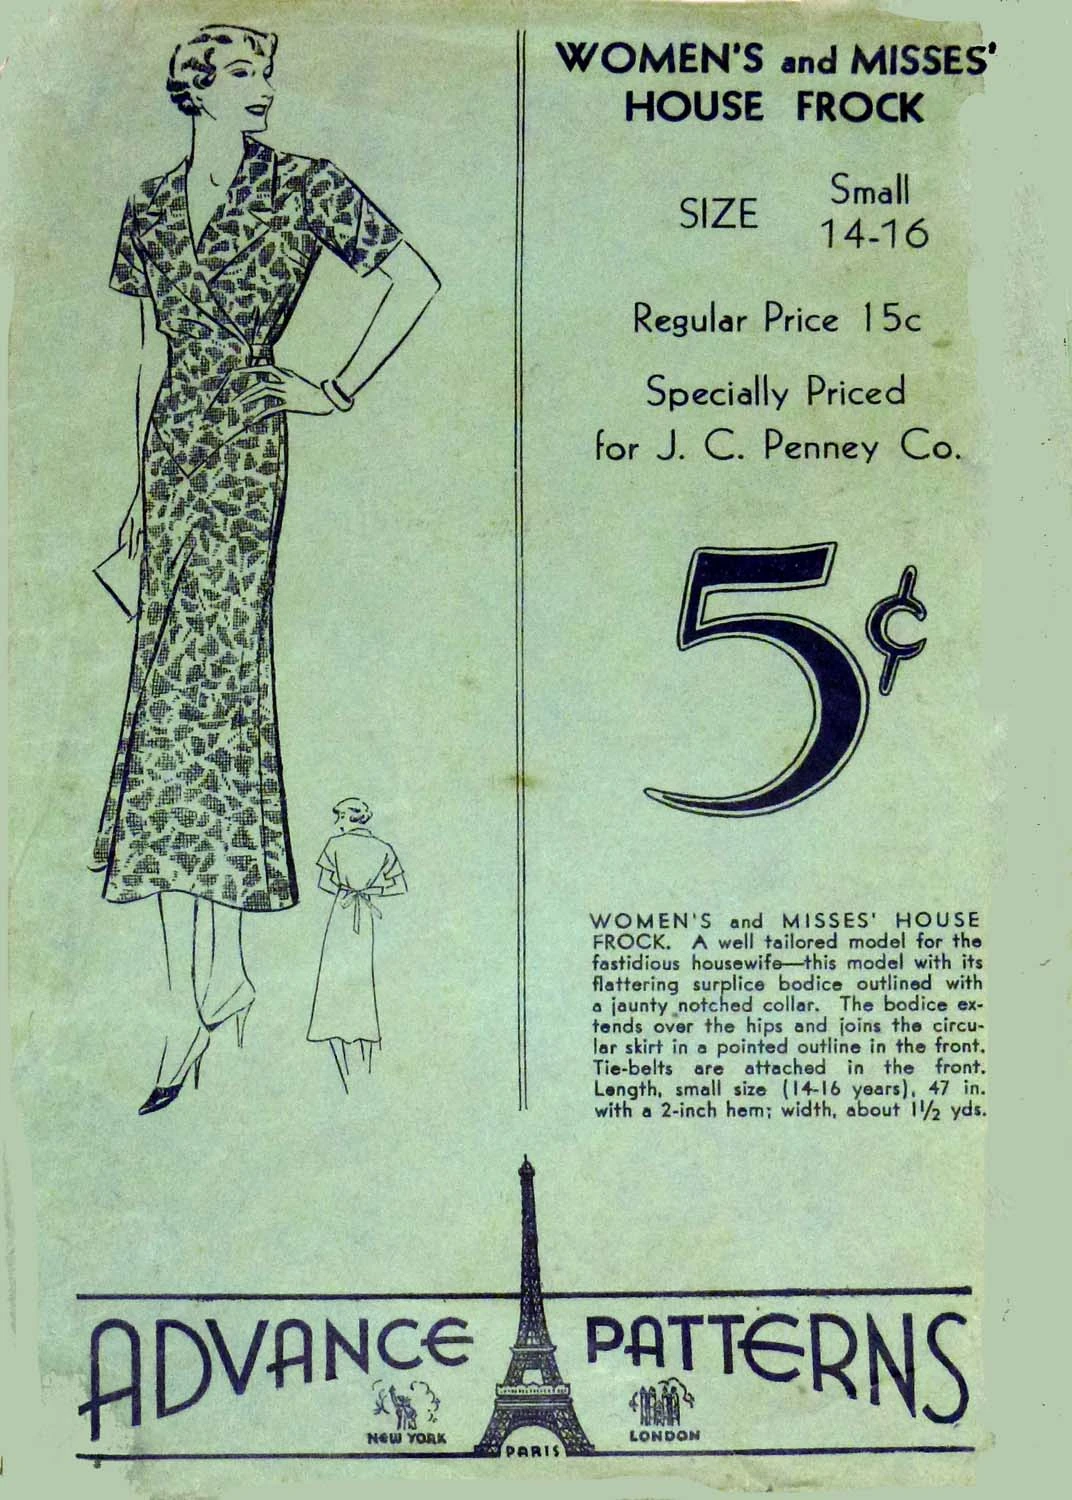 WOMEN'S and MISSES'
HOUSE FROCK
SIZE Small
14-16
Regular Price 15c
Specially Priced
for J. C. Penney Co.
5¢
WOMEN'S and MISSES' HOUSE
FROCK. A well tailored model for the
fastidious housewife—this model with its
flattering surplice bodice outlined with
a jaunty notched collar. The bodice ex-
tends over the hips and joins the circu-
lar skirt in a pointed outline in the front.
Tie-belts are attached in the front.
Length, small size (14-16 years), 47 in.
with a 2-inch hem; width, about 1½ yds.
ADVANCE PATTERNS
NEW YORK
PARIS
LONDON